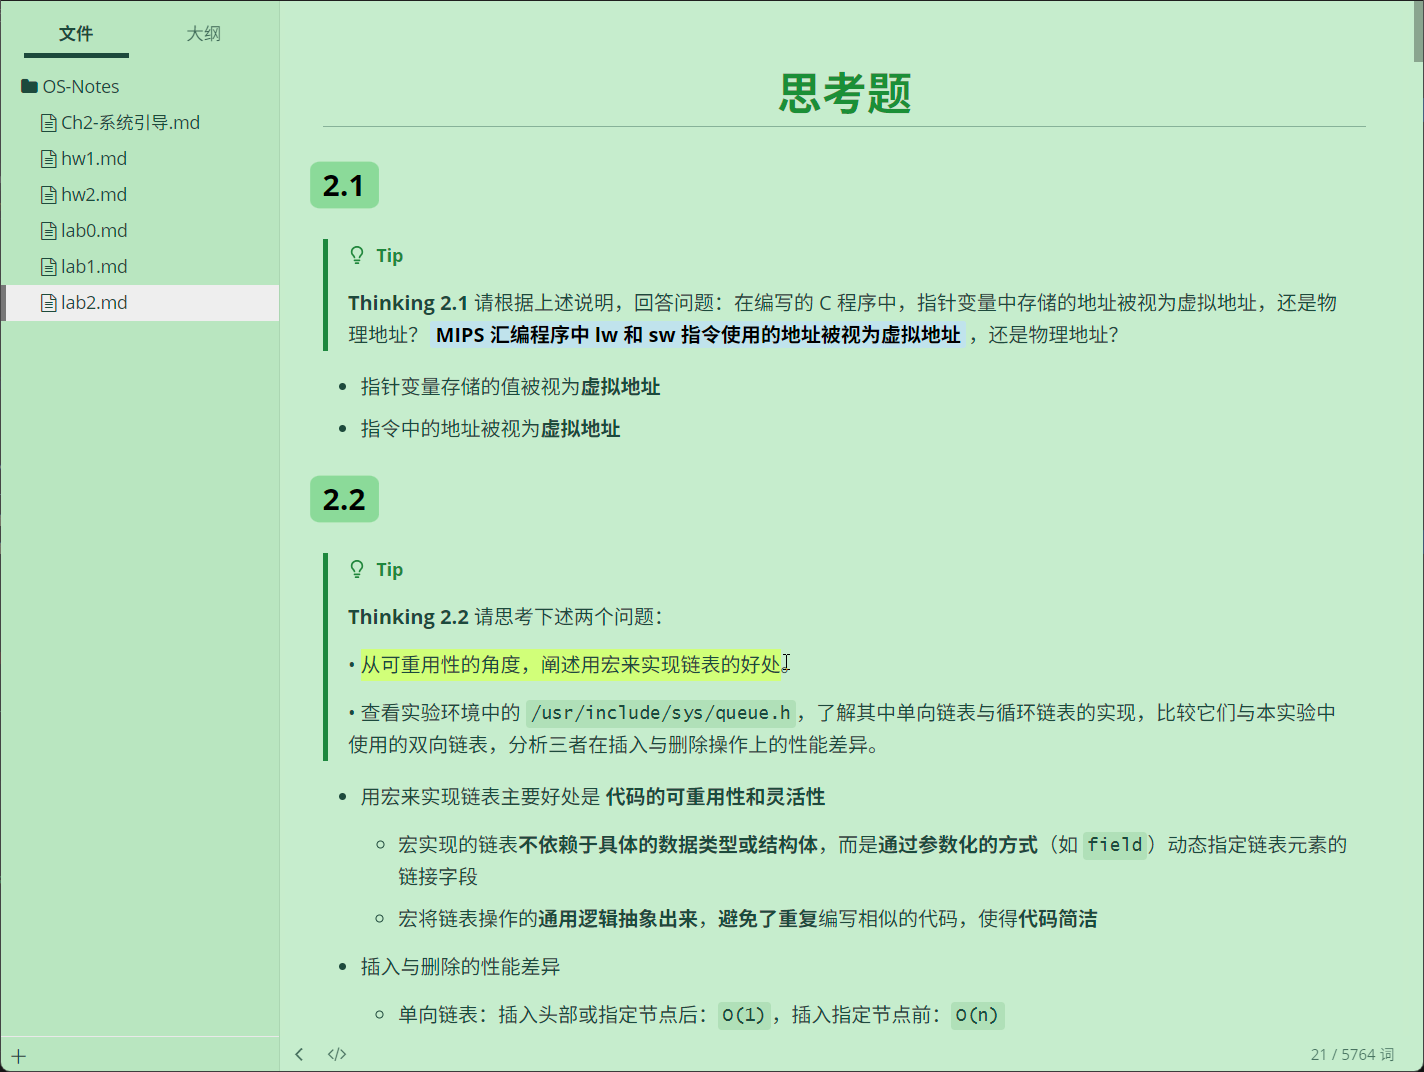 文件 大纲
OS-Notes
Ch2-系统引导.md
hw1.md
hw2.md
lab0.md
lab1.md
lab2.md
思考题
2.1
Tip
Thinking 2.1 请根据上述说明，回答问题：在编写的 C 程序中，指针变量中存储的地址被视为虚拟地址，还是物
理地址？ MIPS 汇编程序中 lw 和 sw 指令使用的地址被视为虚拟地址 ，还是物理地址？
• 指针变量存储的值被视为虚拟地址
• 指令中的地址被视为虚拟地址
2.2
Tip
Thinking 2.2 请思考下述两个问题：
• 从可重用性的角度，阐述用宏来实现链表的好处。
• 查看实验环境中的 /usr/include/sys/queue.h，了解其中单向链表与循环链表的实现，比较它们与本实验中
使用的双向链表，分析三者在插入与删除操作上的性能差异。
• 用宏来实现链表主要好处是 代码的可重用性和灵活性
◦ 宏实现的链表不依赖于具体的数据类型或结构体，而是通过参数化的方式（如 field）动态指定链表元素的
链接字段
◦ 宏将链表操作的通用逻辑抽象出来，避免了重复编写相似的代码，使得代码简洁
• 插入与删除的性能差异
◦ 单向链表：插入头部或指定节点后：O(1)，插入指定节点前：O(n)
21 / 5764 词